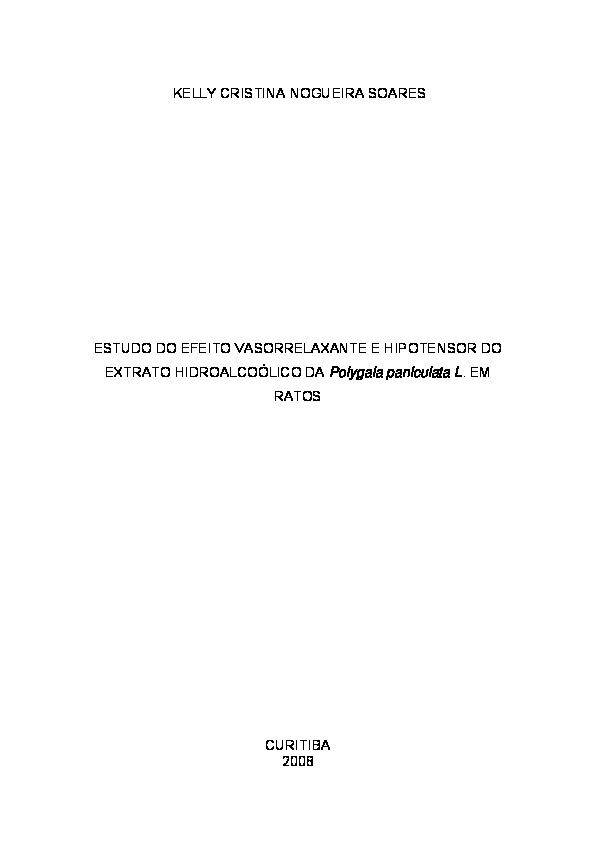 KELLY CRISTINA NOGUEIRA SOARES
ESTUDO DO EFEITO VASORRELAXANTE E HIPOTENSOR DO
EXTRATO HIDROALCOÓLICO DA Polygala paniculata L. EM
RATOS
CURITIBA
2008